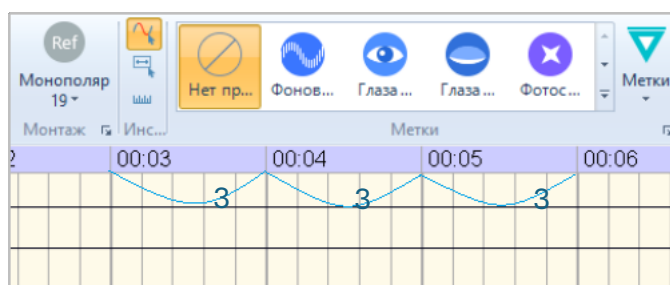 Ref
Монополяр
19
Монтаж
Инс...
Нет пр...
Фонов...
Глаза ...
Глаза ...
Фотос...
Метки
Метки
2
00:03
00:04
00:05
00:06
3
3
3